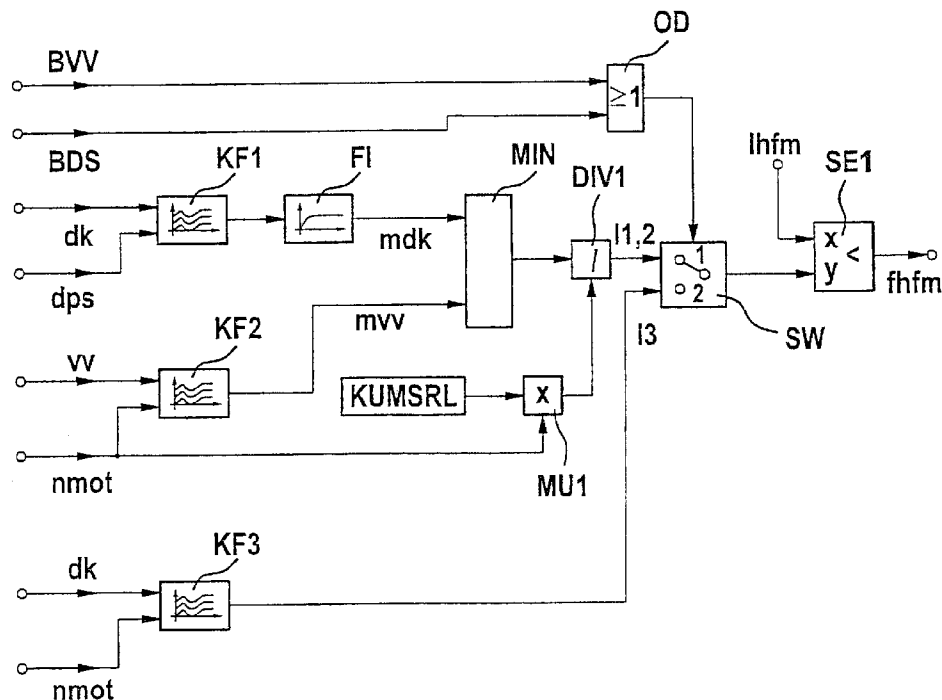 OD
BVV
≥1
BDS
KF1
FI
MIN
DIV1
lhfm
SE1
dk
mdk
l1,2
1
x
<
y
fhfm
/
2
dps
mvv
l3
SW
KF2
vv
KUMSRL
x
nmot
MU1
KF3
dk
nmot